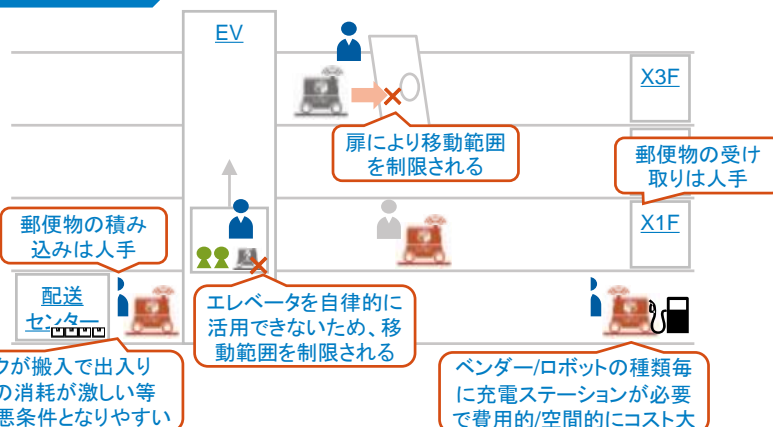 EV
X3F
扉により移動範囲
を制限される
郵便物の受け
取りは人手
郵便物の積み
込みは人手
X1F
配送
センター
エレベータを自律的に
活用できないため、移
動範囲を制限される
クが搬入で出入り
の消耗が激しい等
悪条件となりやすい
ベンダー/ロボットの種類毎
に充電ステーションが必要
で費用的/空間的にコスト大